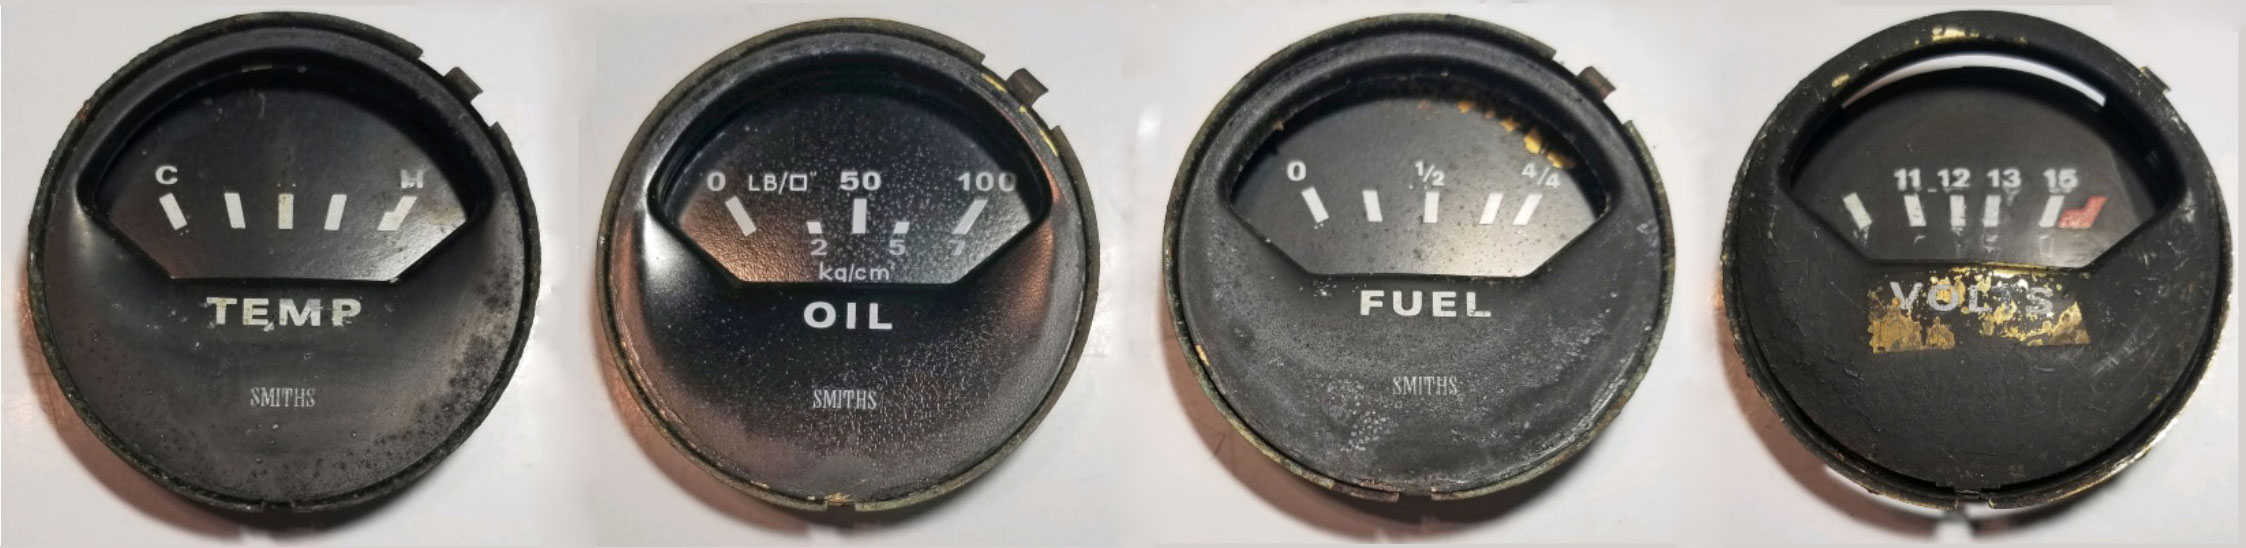 C H
TEMP
SMITHS
0 LB/□" 50 100
2 5 7
kg/cm
OIL
SMITHS
0 1/2 4/4
FUEL
SMITHS
11 12 13 15
VOLTS